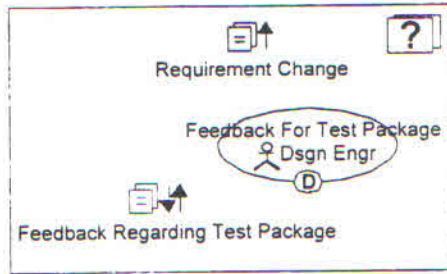 ?
Requirement Change
Feedback For Test Package
Dsgn Engr
D
Feedback Regarding Test Package